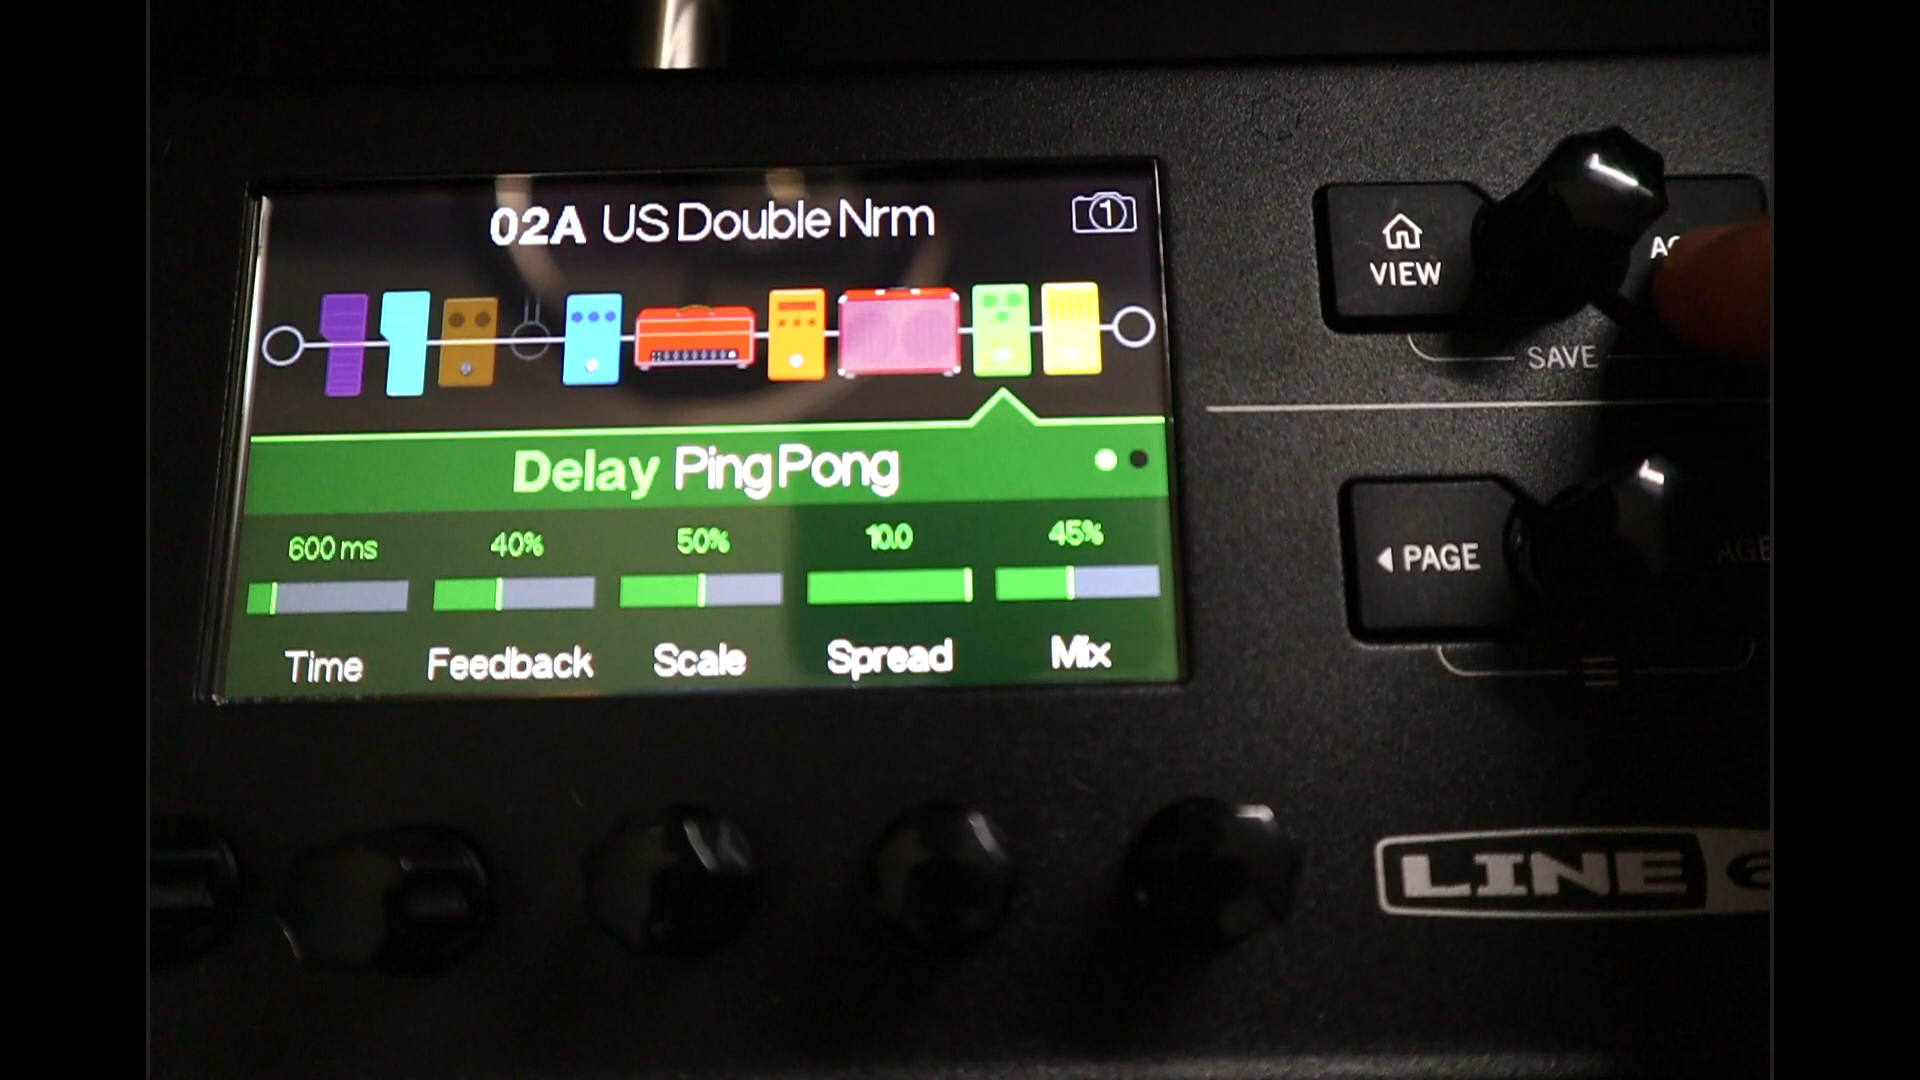 02A US Double Nrm
1
Delay Ping Pong
600 ms 40% 50% 10.0 45%
Time Feedback Scale Spread Mix
VIEW
SAVE
PAGE
LINE